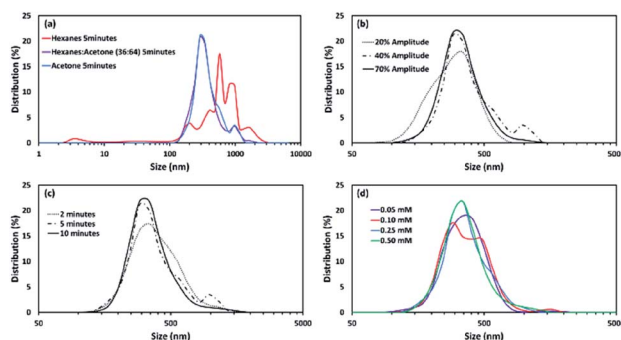 (a)
Hexanes 5minutes
Hexanes:Acetone (36:64) 5minutes
Acetone 5minutes
Distribution (%)
25
20
15
10
5
0
1 10 100 1000 10000
Size (nm)
(b)
20% Amplitude
40% Amplitude
70% Amplitude
Distribution (%)
25
20
15
10
5
0
50 500 5000
Size (nm)
(c)
2 minutes
5 minutes
10 minutes
Distribution (%)
25
20
15
10
5
0
50 500 5000
Size (nm)
(d)
0.05 mM
0.10 mM
0.25 mM
0.50 mM
Distribution (%)
25
20
15
10
5
0
50 500
Size (nm)